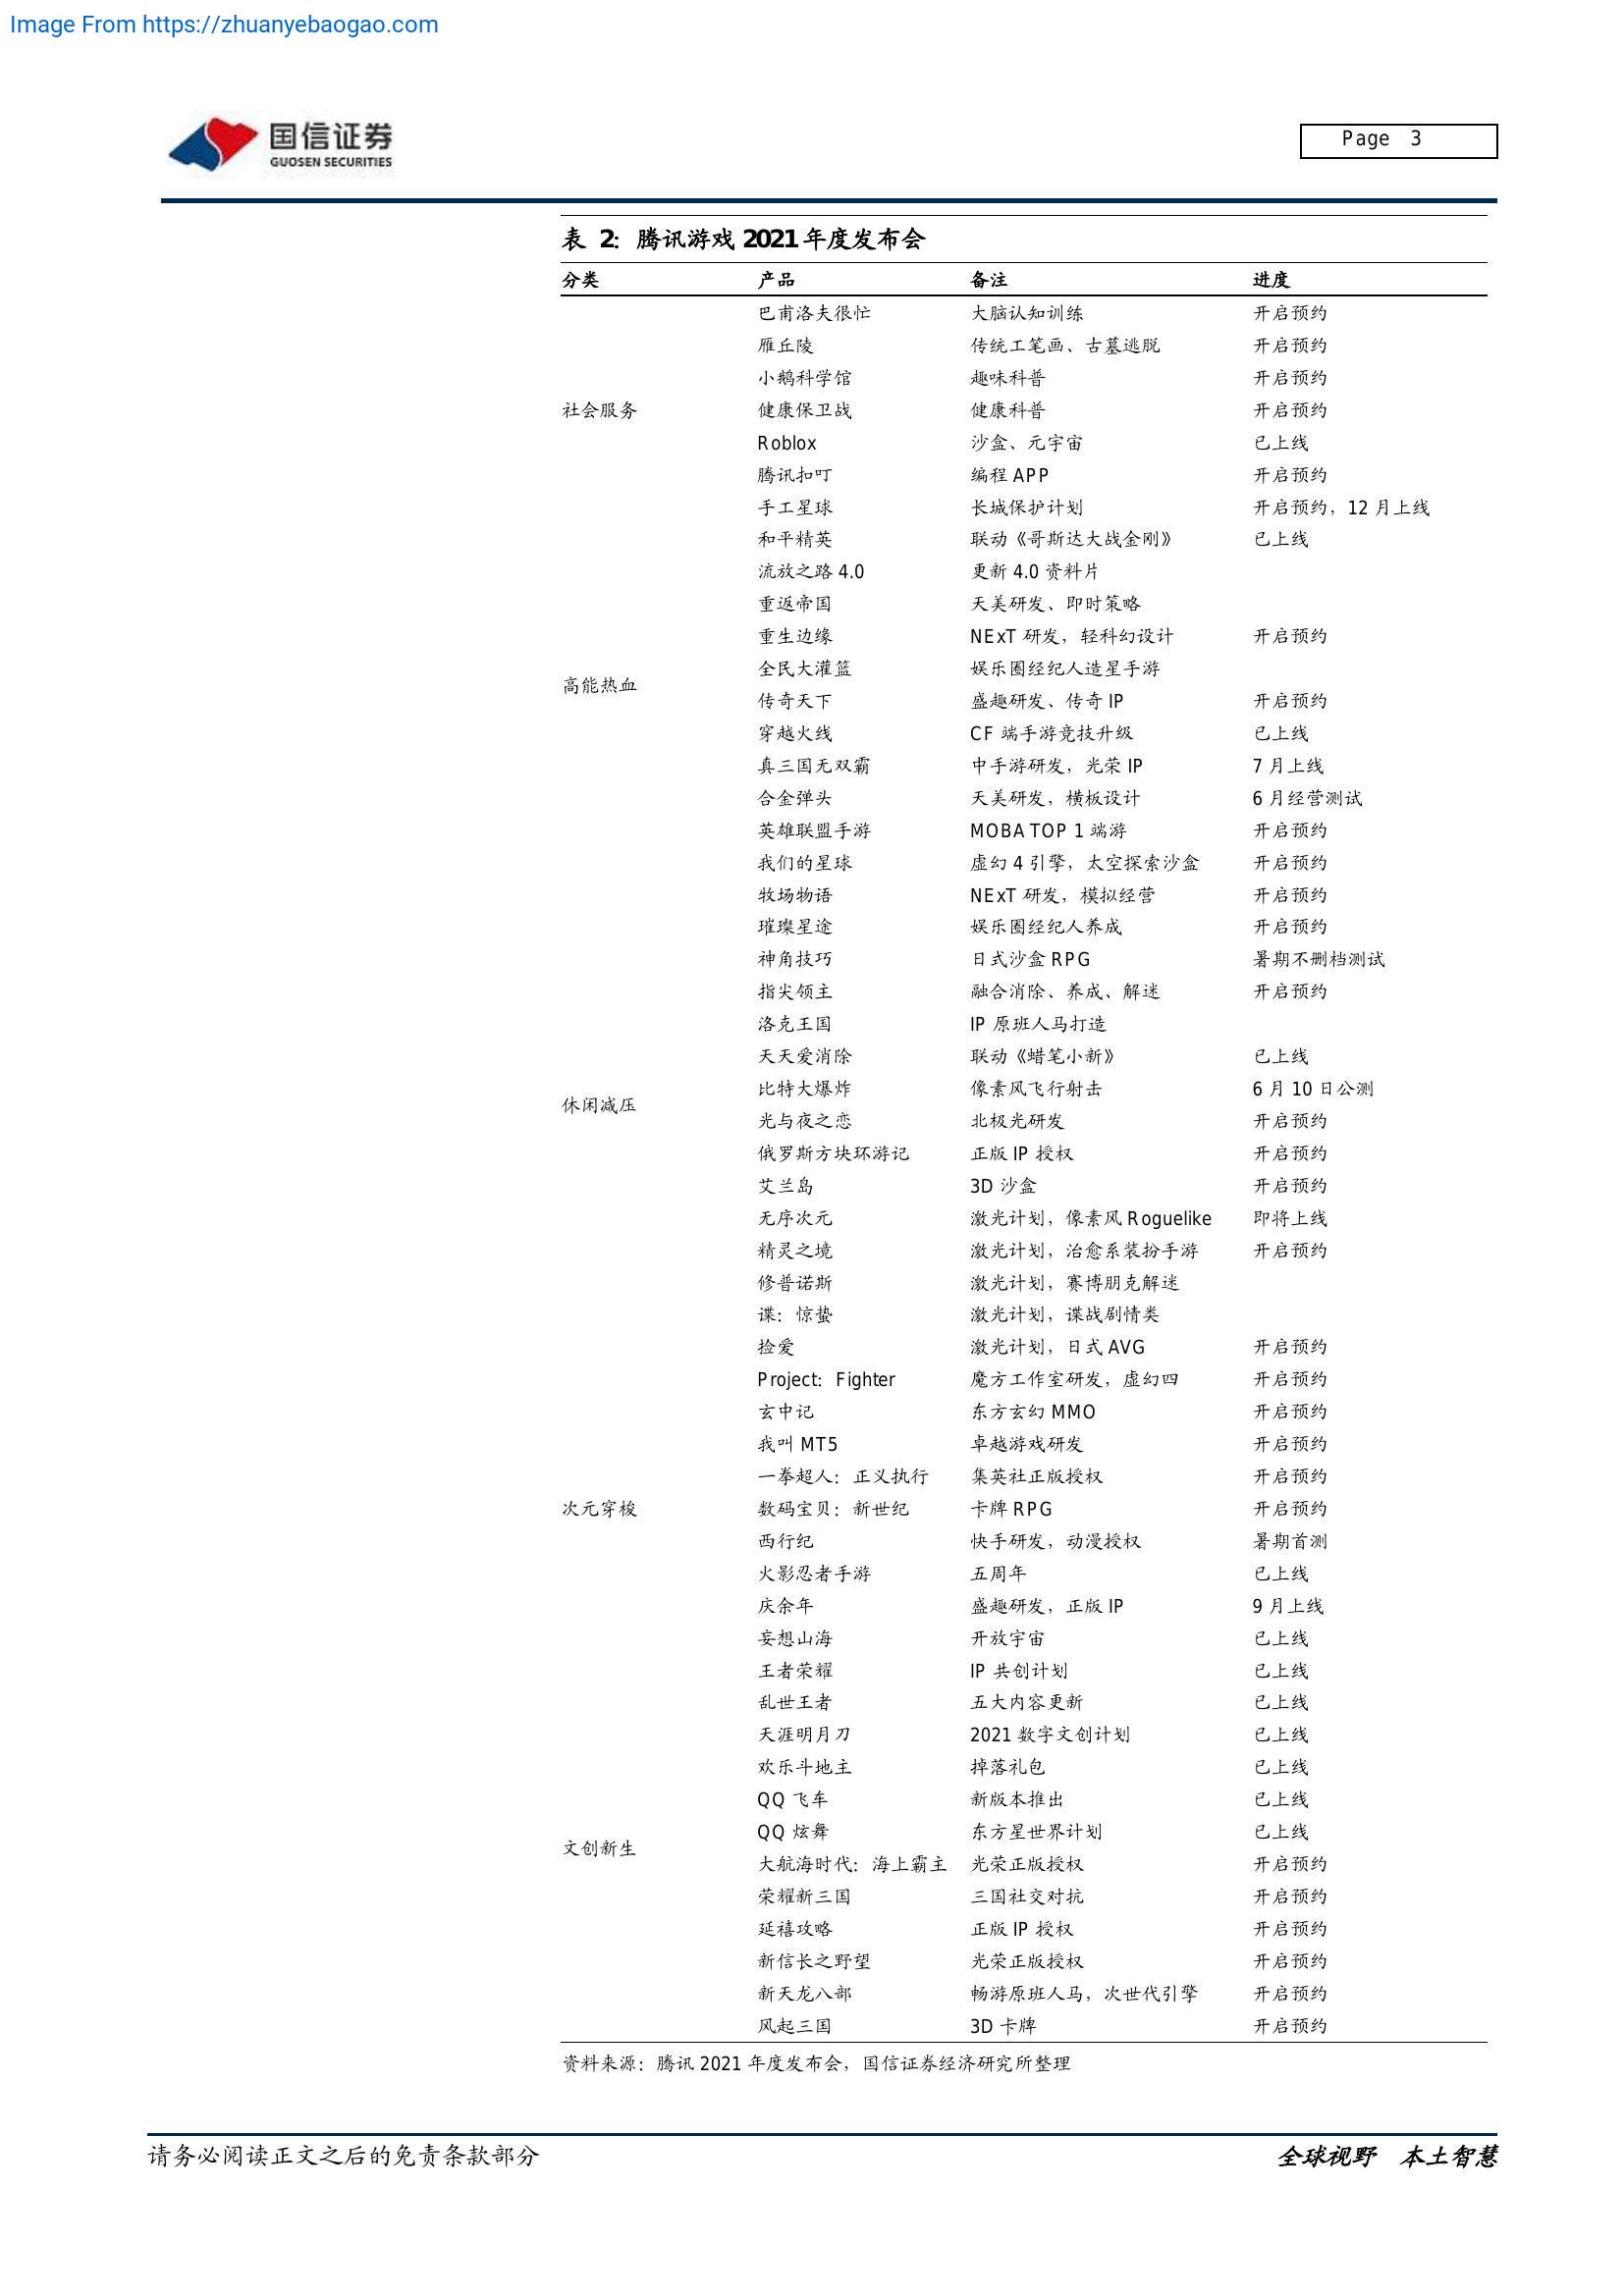 Image From https://zhuanyebaogao.com
国信证券
GUOSEN SECURITIES
Page 3
表 2：腾讯游戏 2021 年度发布会
分类 产品 备注 进度
巴甫洛夫很忙 大脑认知训练 开启预约
雁丘陵 传统工笔画、古墓逃脱 开启预约
小鹅科学馆 趣味科普 开启预约
社会服务 健康保卫战 健康科普 开启预约
Roblox 沙盒、元宇宙 已上线
腾讯扣叮 编程 APP 开启预约
手工星球 长城保护计划 开启预约，12 月上线
和平精英 联动《哥斯达大战金刚》 已上线
流放之路 4.0 更新 4.0 资料片
重返帝国 天美研发、即时策略
重生边缘 NExT 研发，轻科幻设计 开启预约
全民大灌篮 娱乐圈经纪人造星手游
高能热血
传奇天下 盛趣研发、传奇 IP 开启预约
穿越火线 CF 端手游竞技升级 已上线
真三国无双霸 中手游研发，光荣 IP 7 月上线
合金弹头 天美研发，横板设计 6 月经营测试
英雄联盟手游 MOBA TOP 1 端游 开启预约
我们的星球 虚幻 4 引擎，太空探索沙盒 开启预约
牧场物语 NExT 研发，模拟经营 开启预约
璀璨星途 娱乐圈经纪人养成 开启预约
神角技巧 日式沙盒 RPG 暑期不删档测试
指尖领主 融合消除、养成、解迷 开启预约
洛克王国 IP 原班人马打造
天天爱消除 联动《蜡笔小新》 已上线
比特大爆炸 像素风飞行射击 6 月 10 日公测
休闲减压
光与夜之恋 北极光研发 开启预约
俄罗斯方块环游记 正版 IP 授权 开启预约
艾兰岛 3D 沙盒 开启预约
无序次元 激光计划，像素风 Roguelike 即将上线
精灵之境 激光计划，治愈系装扮手游 开启预约
修普诺斯 激光计划，赛博朋克解迷
谍：惊蛰 激光计划，谍战剧情类
捡爱 激光计划，日式 AVG 开启预约
Project：Fighter 魔方工作室研发，虚幻四 开启预约
玄中记 东方玄幻 MMO 开启预约
我叫 MT5 卓越游戏研发 开启预约
一拳超人：正义执行 集英社正版授权 开启预约
次元穿梭 数码宝贝：新世纪 卡牌 RPG 开启预约
西行纪 快手研发，动漫授权 暑期首测
火影忍者手游 五周年 已上线
庆余年 盛趣研发，正版 IP 9 月上线
妄想山海 开放宇宙 已上线
王者荣耀 IP 共创计划 已上线
乱世王者 五大内容更新 已上线
天涯明月刀 2021 数字文创计划 已上线
欢乐斗地主 掉落礼包 已上线
QQ 飞车 新版本推出 已上线
QQ 炫舞 东方星世界计划 已上线
文创新生
大航海时代：海上霸主 光荣正版授权 开启预约
荣耀新三国 三国社交对抗 开启预约
延禧攻略 正版 IP 授权 开启预约
新信长之野望 光荣正版授权 开启预约
新天龙八部 畅游原班人马，次世代引擎 开启预约
风起三国 3D 卡牌 开启预约
资料来源：腾讯 2021 年度发布会，国信证券经济研究所整理
请务必阅读正文之后的免责条款部分 全球视野 本土智慧